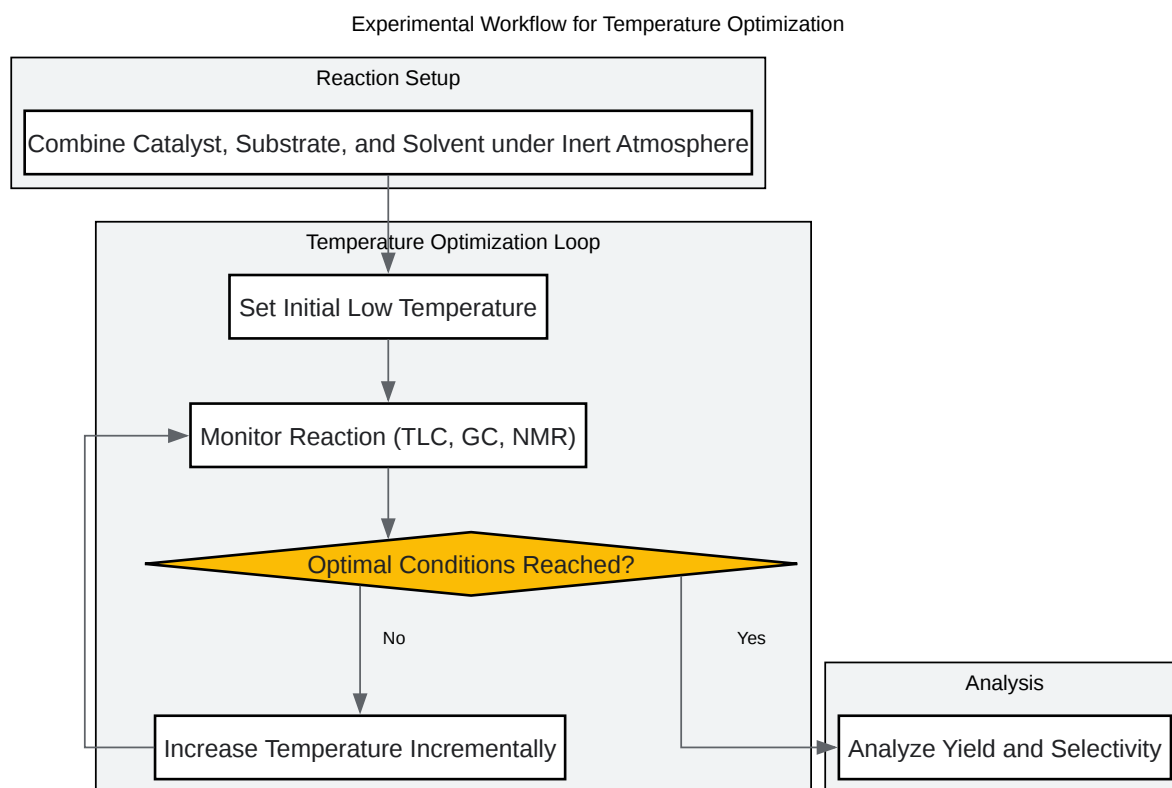 Experimental Workflow for Temperature Optimization
Reaction Setup
Combine Catalyst, Substrate, and Solvent under Inert Atmosphere
Temperature Optimization Loop
Set Initial Low Temperature
Monitor Reaction (TLC, GC, NMR)
Optimal Conditions Reached?
No
Yes
Increase Temperature Incrementally
Analysis
Analyze Yield and Selectivity